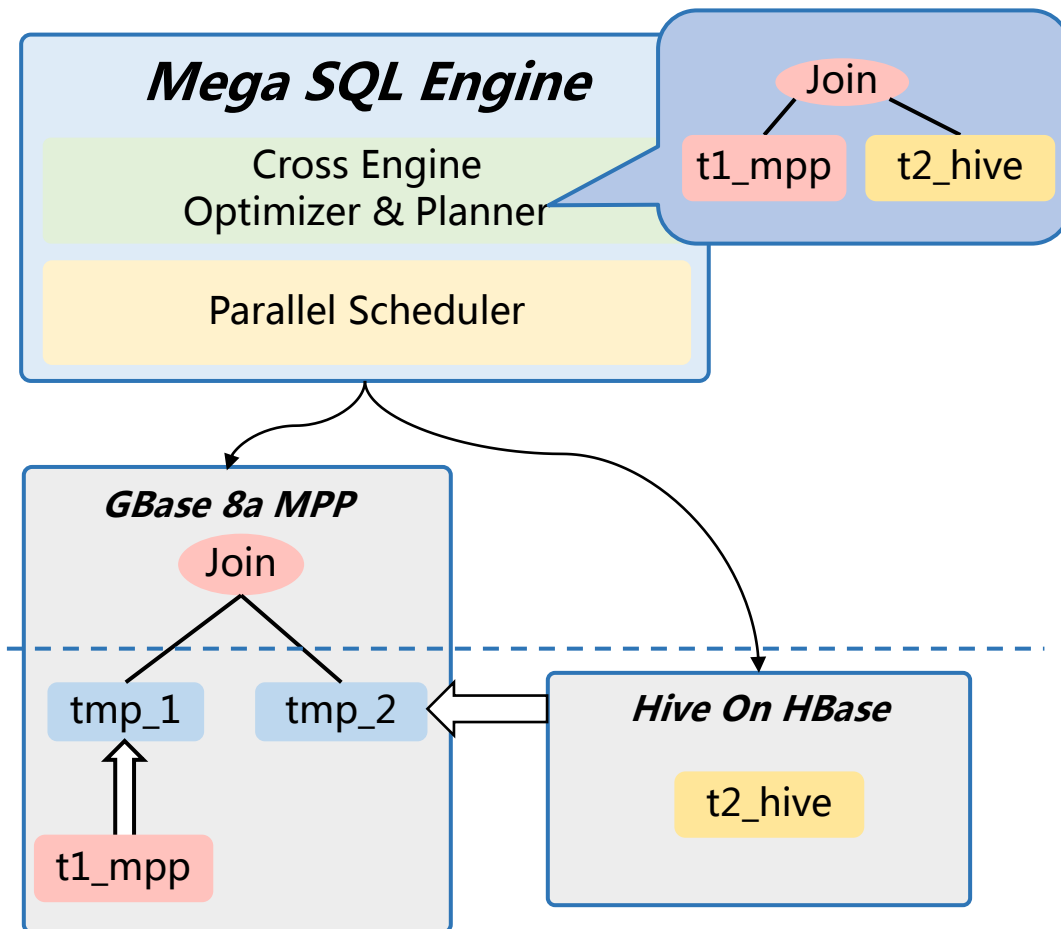 Mega SQL Engine
Cross Engine
Optimizer & Planner
Parallel Scheduler
Join
t1_mpp
t2_hive
GBase 8a MPP
Join
tmp_1
tmp_2
t1_mpp
Hive On HBase
t2_hive